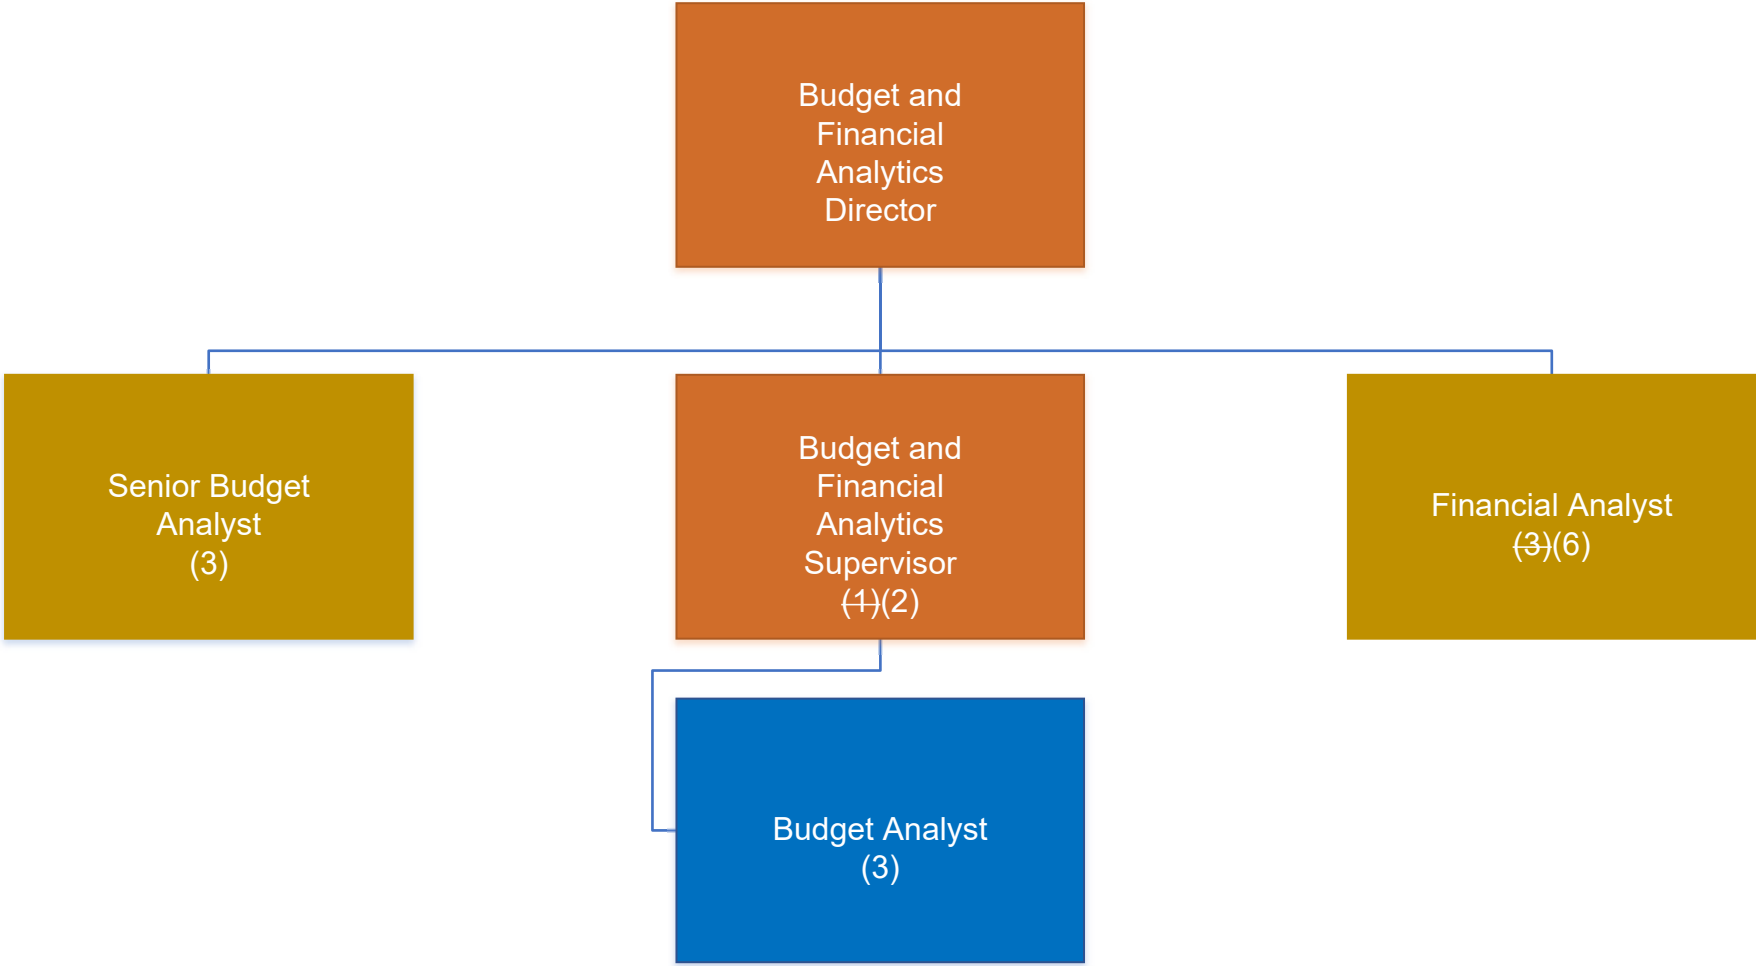 Budget and
Financial
Analytics
Director
Senior Budget
Analyst
(3)
Budget and
Financial
Analytics
Supervisor
(1)(2)
Financial Analyst
(3)(6)
Budget Analyst
(3)